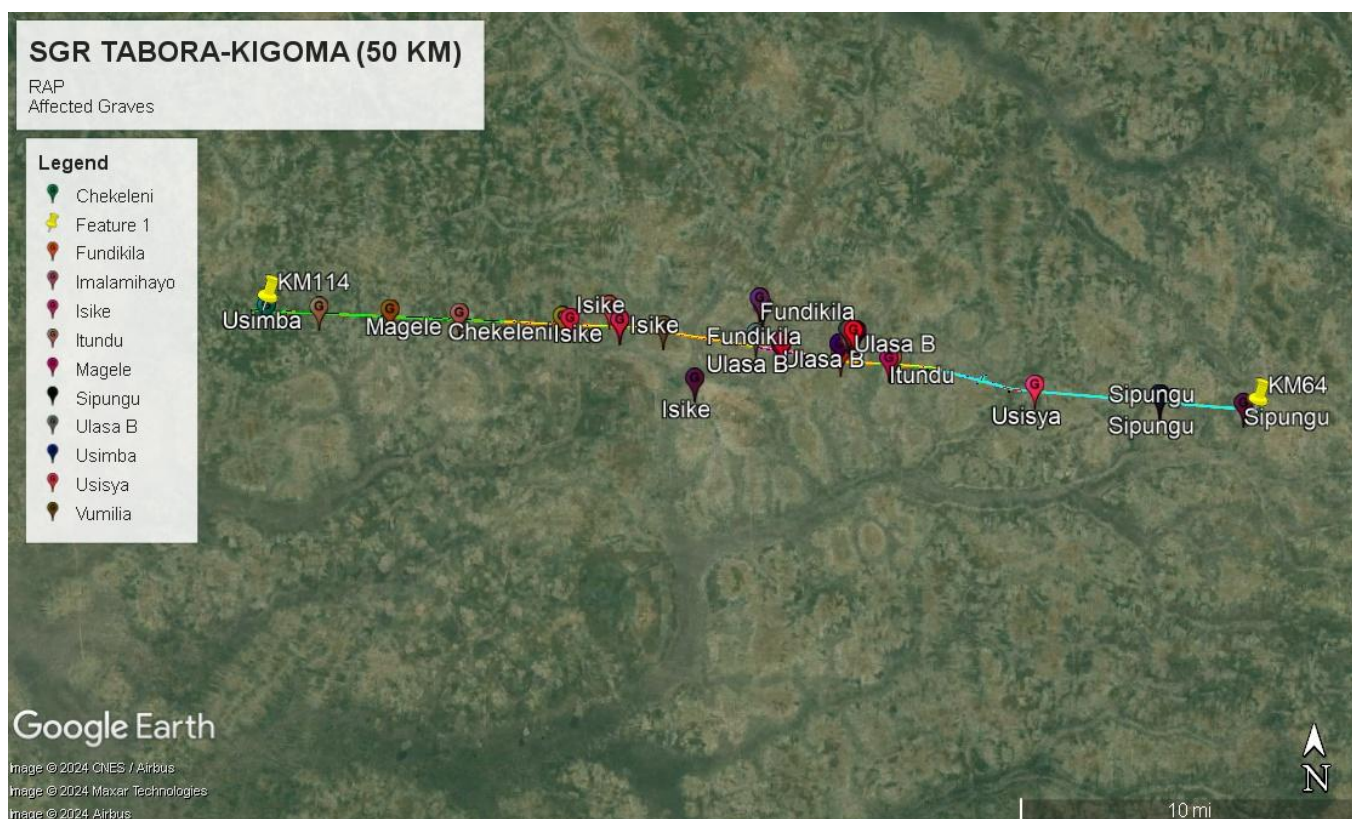 SGR TABORA-KIGOMA (50 KM)
RAP
Affected Graves
Legend
Chekeleni
Feature 1
Fundikila
Imalamihayo
Isike
Itundu
Magele
Sipungu
Ulasa B
Usimba
Usisya
Vumilia
KM114
Usimba
Magele
Chekeleni
Isike
Isike
Isike
Isike
Fundikila
Fundikila
Ulasa B
Ulasa B
Ulasa B
Itundu
Usisya
Sipungu
Sipungu
KM64
Sipungu
Google Earth
Image © 2024 CNES / Airbus
Image © 2024 Maxar Technologies
Image © 2024 Airbus
N
10 mi